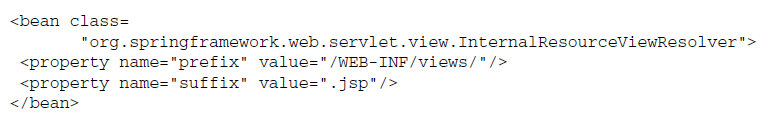 <bean class=
"org.springframework.web.servlet.view.InternalResourceViewResolver">
<property name="prefix" value="/WEB-INF/views/"/>
<property name="suffix" value=".jsp"/>
</bean>